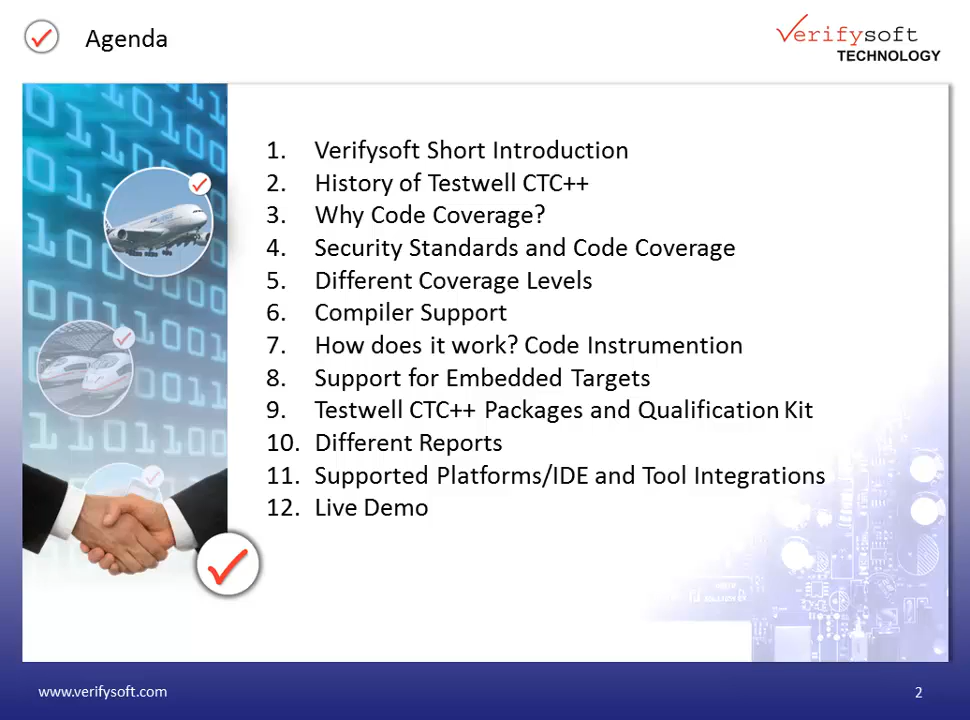 Agenda
Verifysoft
TECHNOLOGY
1. Verifysoft Short Introduction
2. History of Testwell CTC++
3. Why Code Coverage?
4. Security Standards and Code Coverage
5. Different Coverage Levels
6. Compiler Support
7. How does it work? Code Instrumention
8. Support for Embedded Targets
9. Testwell CTC++ Packages and Qualification Kit
10. Different Reports
11. Supported Platforms/IDE and Tool Integrations
12. Live Demo
www.verifysoft.com
2